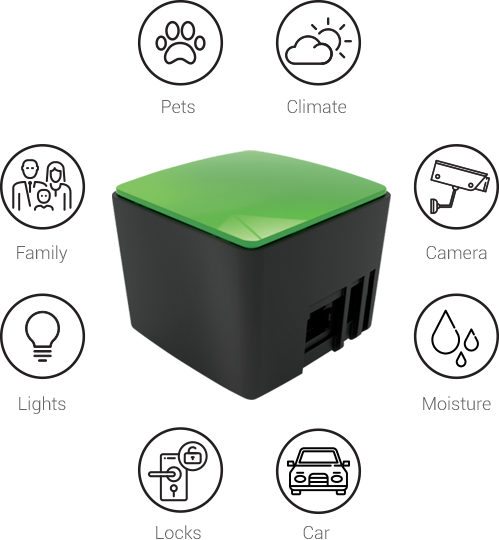 Pets
Climate
Family
Camera
Lights
Moisture
Locks
Car